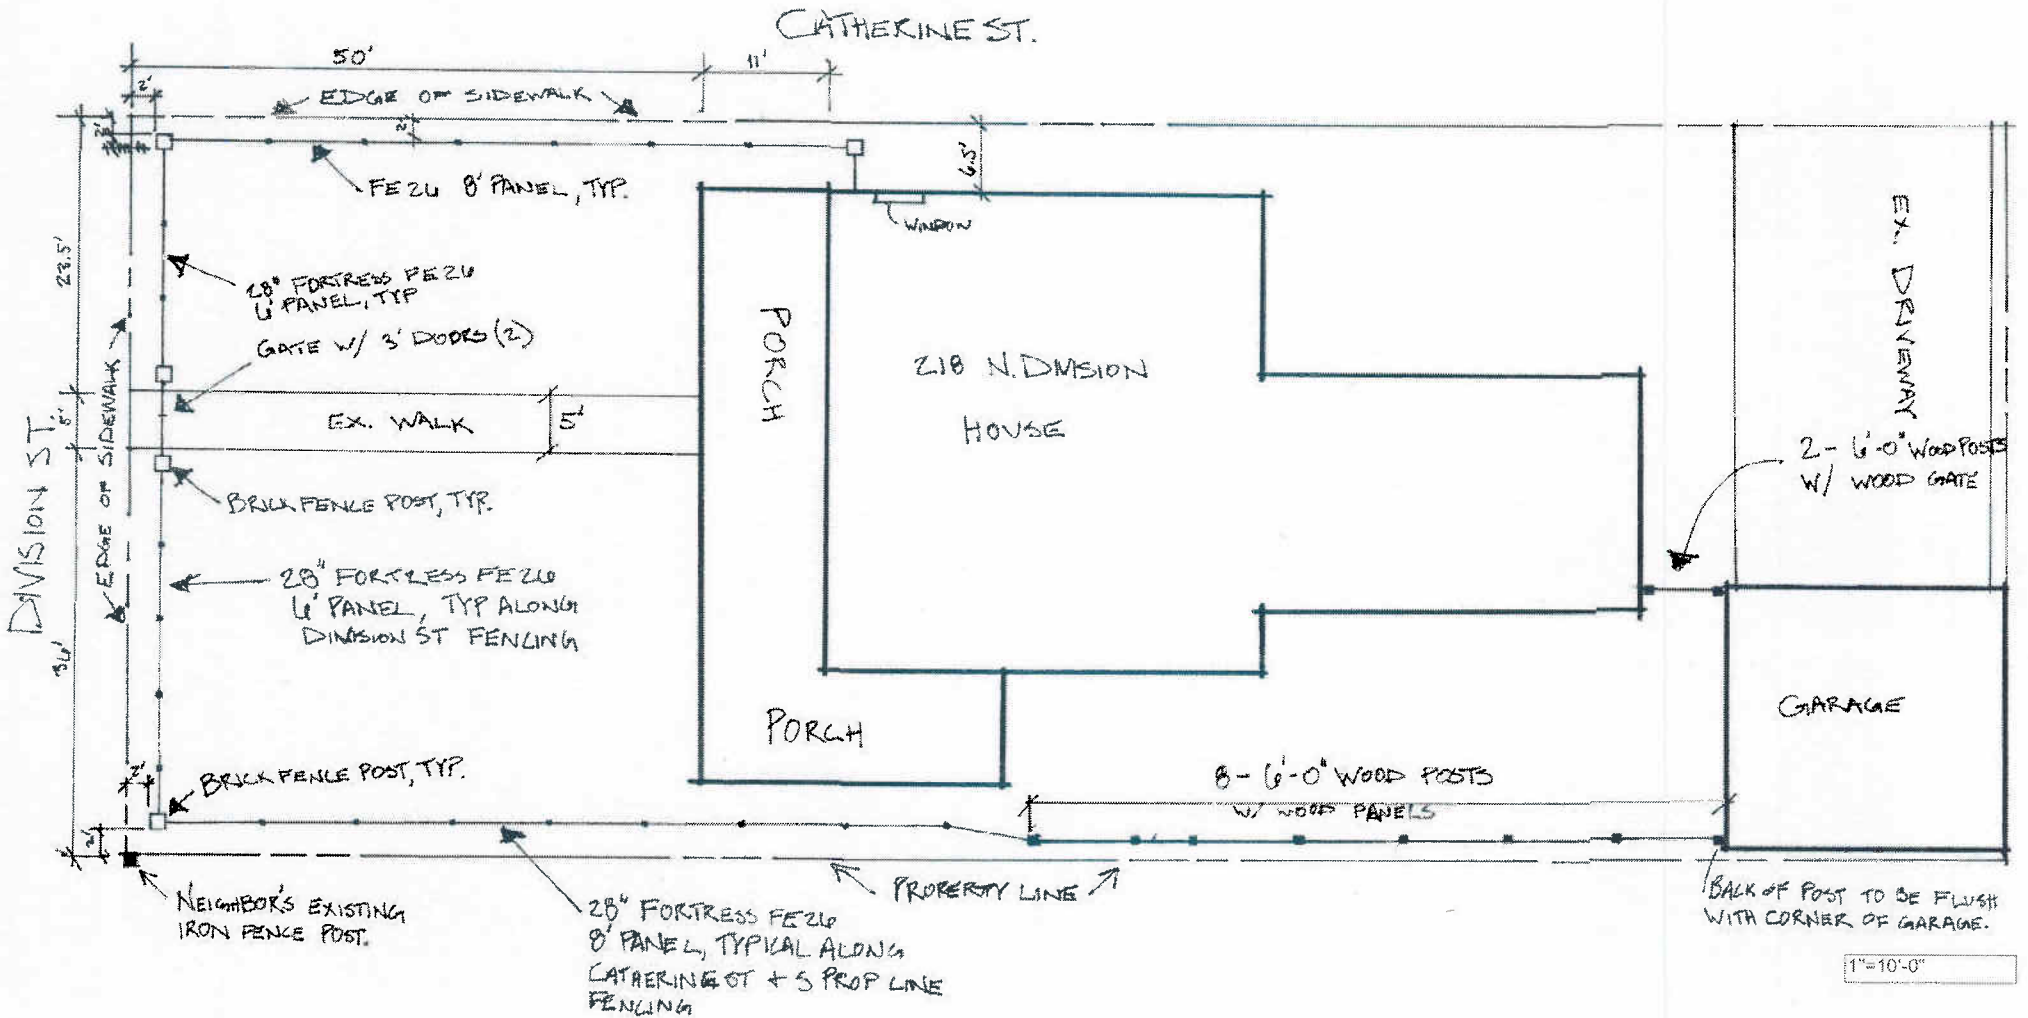 CATHERINE ST.
50'
11'
2'
EDGE OF SIDEWALK
2'
2'
6.5'
FE26 8' PANEL, TYP.
WINDOW
EX. DRIVEWAY
23.5'
28" FORTRESS FE26
6' PANEL, TYP
GATE W/ 3' DOORS (2)
PORCH
218 N. DIVISION
HOUSE
EX. WALK
5'
5'
DIVISION ST.
EDGE OF SIDEWALK
2 - 6'-0" WOOD POSTS
W/ WOOD GATE
BRICK FENCE POST, TYP.
28" FORTRESS FE26
6' PANEL, TYP ALONG
DIVISION ST FENCING
36'
PORCH
GARAGE
2'
BRICK FENCE POST, TYP.
8 - 6'-0" WOOD POSTS
W/ WOOD PANELS
2'
NEIGHBOR'S EXISTING
IRON FENCE POST.
PROPERTY LINE
28" FORTRESS FE26
8' PANEL, TYPICAL ALONG
CATHERINE ST + S PROP LINE
FENCING
BACK OF POST TO BE FLUSH
WITH CORNER OF GARAGE.
1"=10'-0"